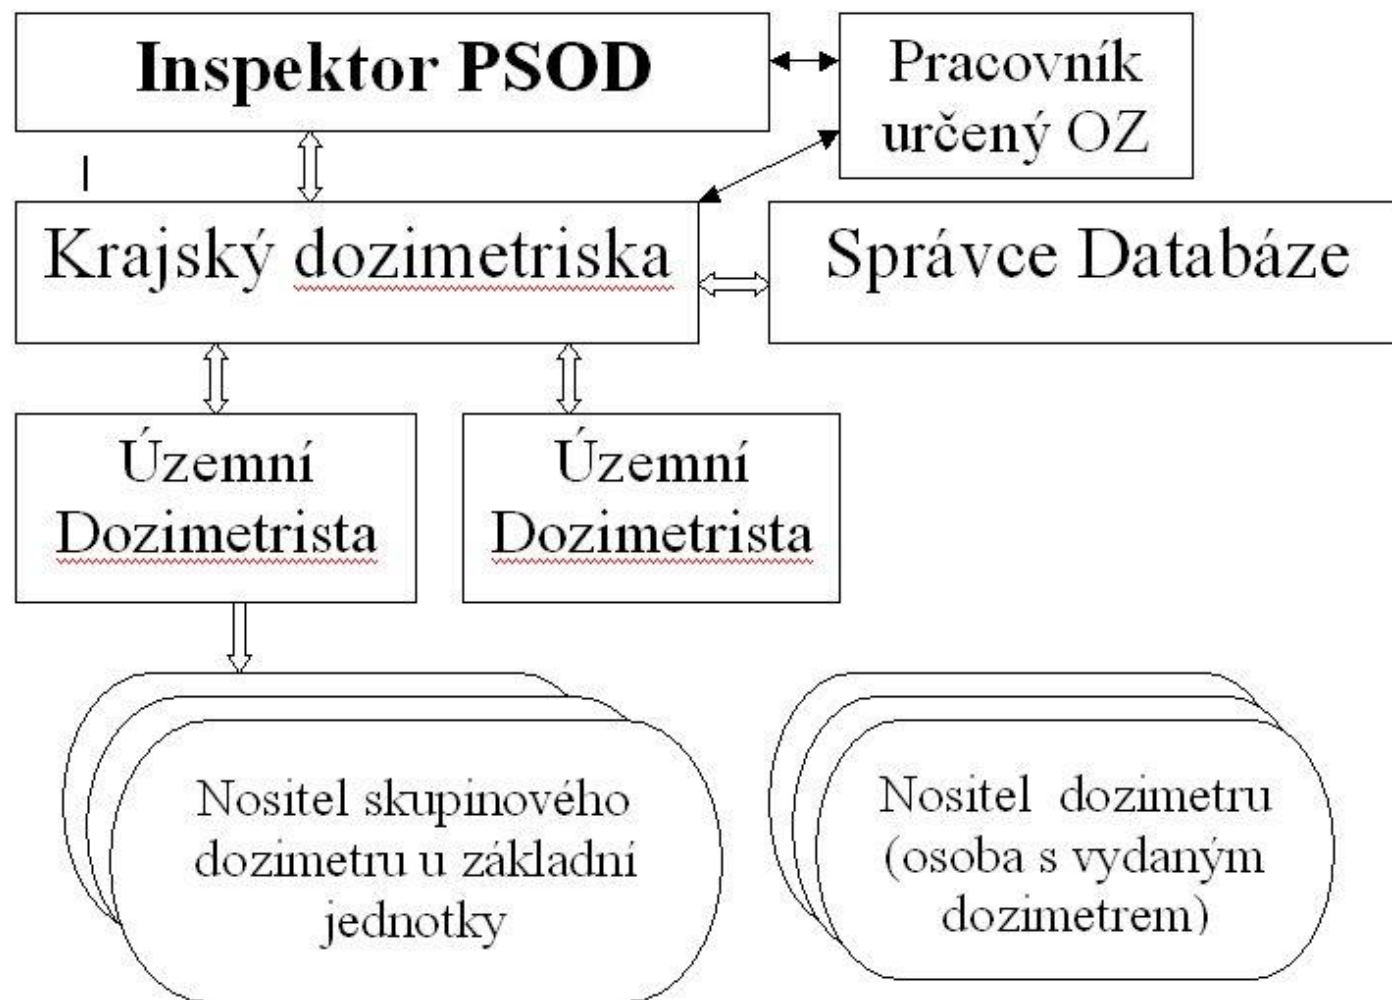 Inspektor PSOD
Pracovník
určený OZ
Krajský dozimetriska
Správce Databáze
Územní
Dozimetrista
Územní
Dozimetrista
Nositel skupinového
dozimetru u základní
jednotky
Nositel dozimetru
(osoba s vydaným
dozimetrem)